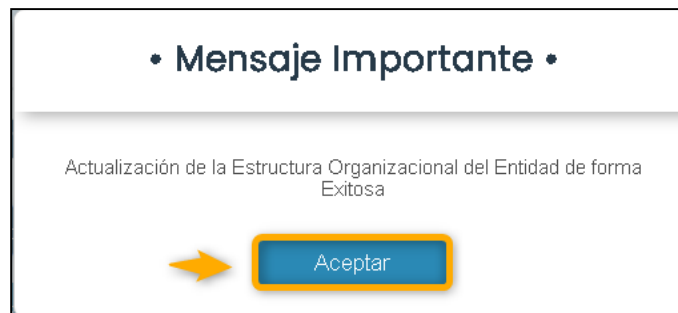 • Mensaje Importante •
Actualización de la Estructura Organizacional del Entidad de forma
Exitosa
Aceptar